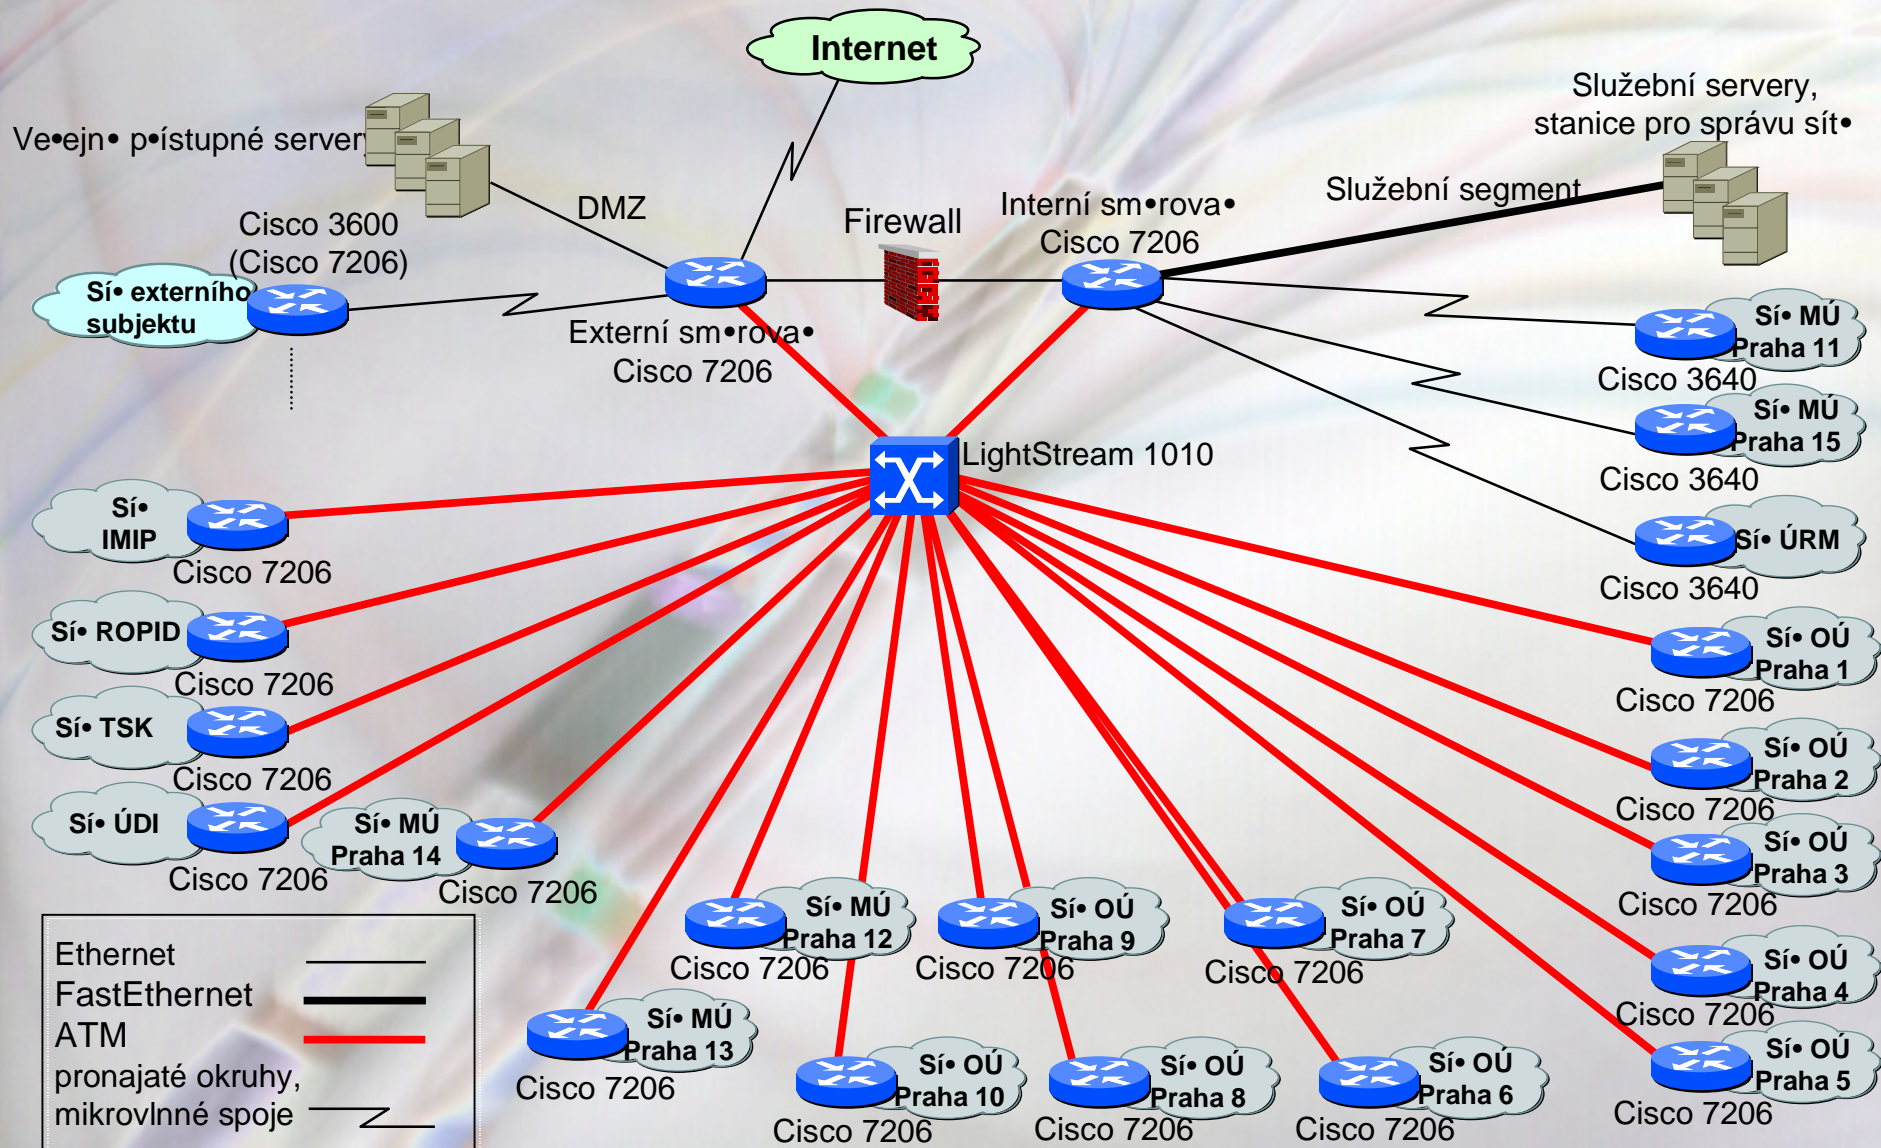 Internet
Služební servery,
stanice pro správu sít•
Ve•ejn• p•ístupné servery
DMZ
Služební segment
Cisco 3600
(Cisco 7206)
Firewall
Interní sm•rova•
Cisco 7206
Sí• externího
subjektu
Externí sm•rova•
Cisco 7206
Sí• MÚ
Praha 11
Cisco 3640
Sí• MÚ
Praha 15
Cisco 3640
LightStream 1010
Sí• ÚRM
Cisco 3640
Sí•
IMIP
Cisco 7206
Sí• ROPID
Cisco 7206
Sí• TSK
Cisco 7206
Sí• ÚDI
Cisco 7206
Sí• MÚ
Praha 14
Cisco 7206
Sí• OÚ
Praha 1
Cisco 7206
Sí• OÚ
Praha 2
Cisco 7206
Sí• OÚ
Praha 3
Cisco 7206
Sí• OÚ
Praha 4
Cisco 7206
Sí• OÚ
Praha 5
Cisco 7206
Sí• MÚ
Praha 12
Cisco 7206
Sí• OÚ
Praha 9
Cisco 7206
Sí• OÚ
Praha 7
Cisco 7206
Sí• MÚ
Praha 13
Cisco 7206
Sí• OÚ
Praha 10
Cisco 7206
Sí• OÚ
Praha 8
Cisco 7206
Sí• OÚ
Praha 6
Cisco 7206
Ethernet
FastEthernet
ATM
pronajaté okruhy,
mikrovlnné spoje